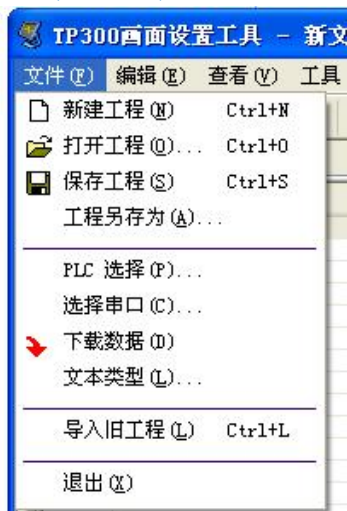 TP300画面设置工具 - 新文
文件(F) 编辑(E) 查看(V) 工具
新建工程(N) Ctrl+N
打开工程(O)... Ctrl+O
保存工程(S) Ctrl+S
工程另存为(A)...
PLC 选择(P)...
选择串口(C)...
下载数据(D)
文本类型(L)...
导入旧工程(L) Ctrl+L
退出(X)